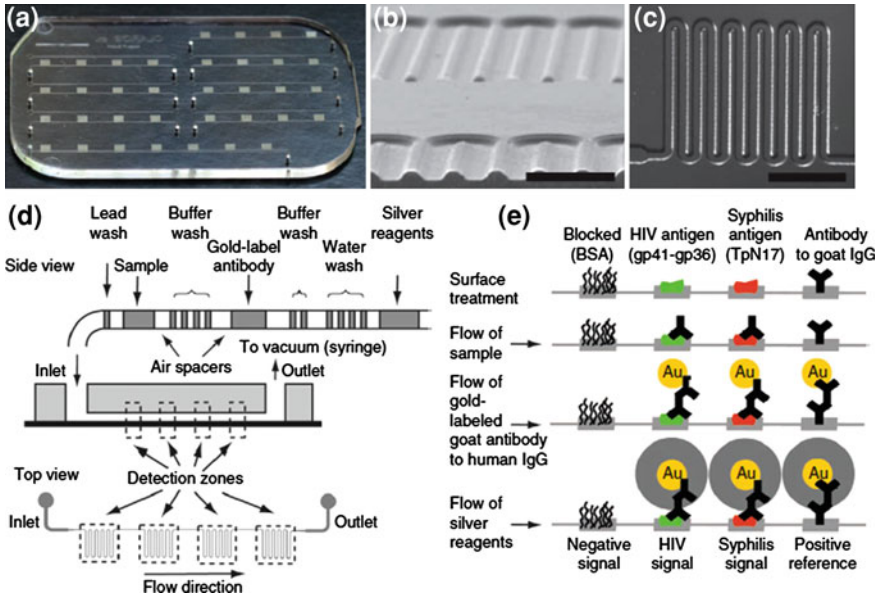 (a)
(b)
(c)
(d)
Lead wash
Buffer wash
Buffer wash
Silver reagents
Gold-label antibody
Water wash
Side view
Sample
Air spacers
To vacuum (syringe)
Inlet
Outlet
Detection zones
Top view
Inlet
Outlet
Flow direction
(e)
Blocked (BSA)
HIV antigen (gp41-gp36)
Syphilis antigen (TpN17)
Antibody to goat IgG
Surface treatment
Flow of sample
Au
Au
Au
Flow of gold-labeled goat antibody to human IgG
Au
Au
Au
Flow of silver reagents
Negative signal
HIV signal
Syphilis signal
Positive reference